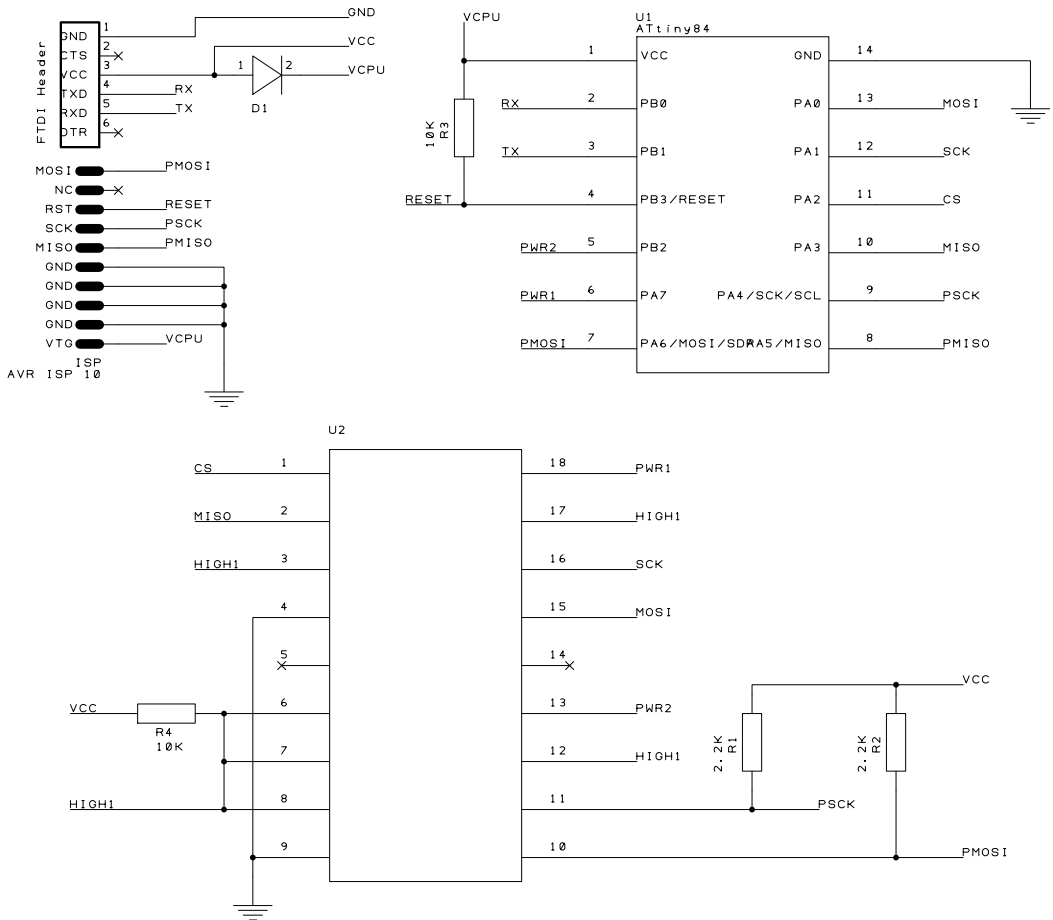 FTDI Header
GND 1 GND
CTS 2
VCC 3 VCC
TXD 4 RX
RXD 5 TX
DTR 6
1 2 VCPU
D1
MOSI PMOSI
NC
RST RESET
SCK PSCK
MISO PMISO
GND
GND
GND
GND
VTG VCPU
ISP
AVR ISP 10
VCPU
10K
R3
RESET
U1
ATtiny84
1 VCC GND 14
RX 2 PB0 PA0 13 MOSI
TX 3 PB1 PA1 12 SCK
4 PB3/RESET PA2 11 CS
PWR2 5 PB2 PA3 10 MISO
PWR1 6 PA7 PA4/SCK/SCL 9 PSCK
PMOSI 7 PA6/MOSI/SDA PA5/MISO 8 PMISO
U2
CS 1 18 PWR1
MISO 2 17 HIGH1
HIGH1 3 16 SCK
4 15 MOSI
5 14
VCC 6 13 PWR2
R4
10K
7 12 HIGH1
HIGH1 8 11 PSCK
9 10 PMOSI
VCC
2.2K
R1
2.2K
R2